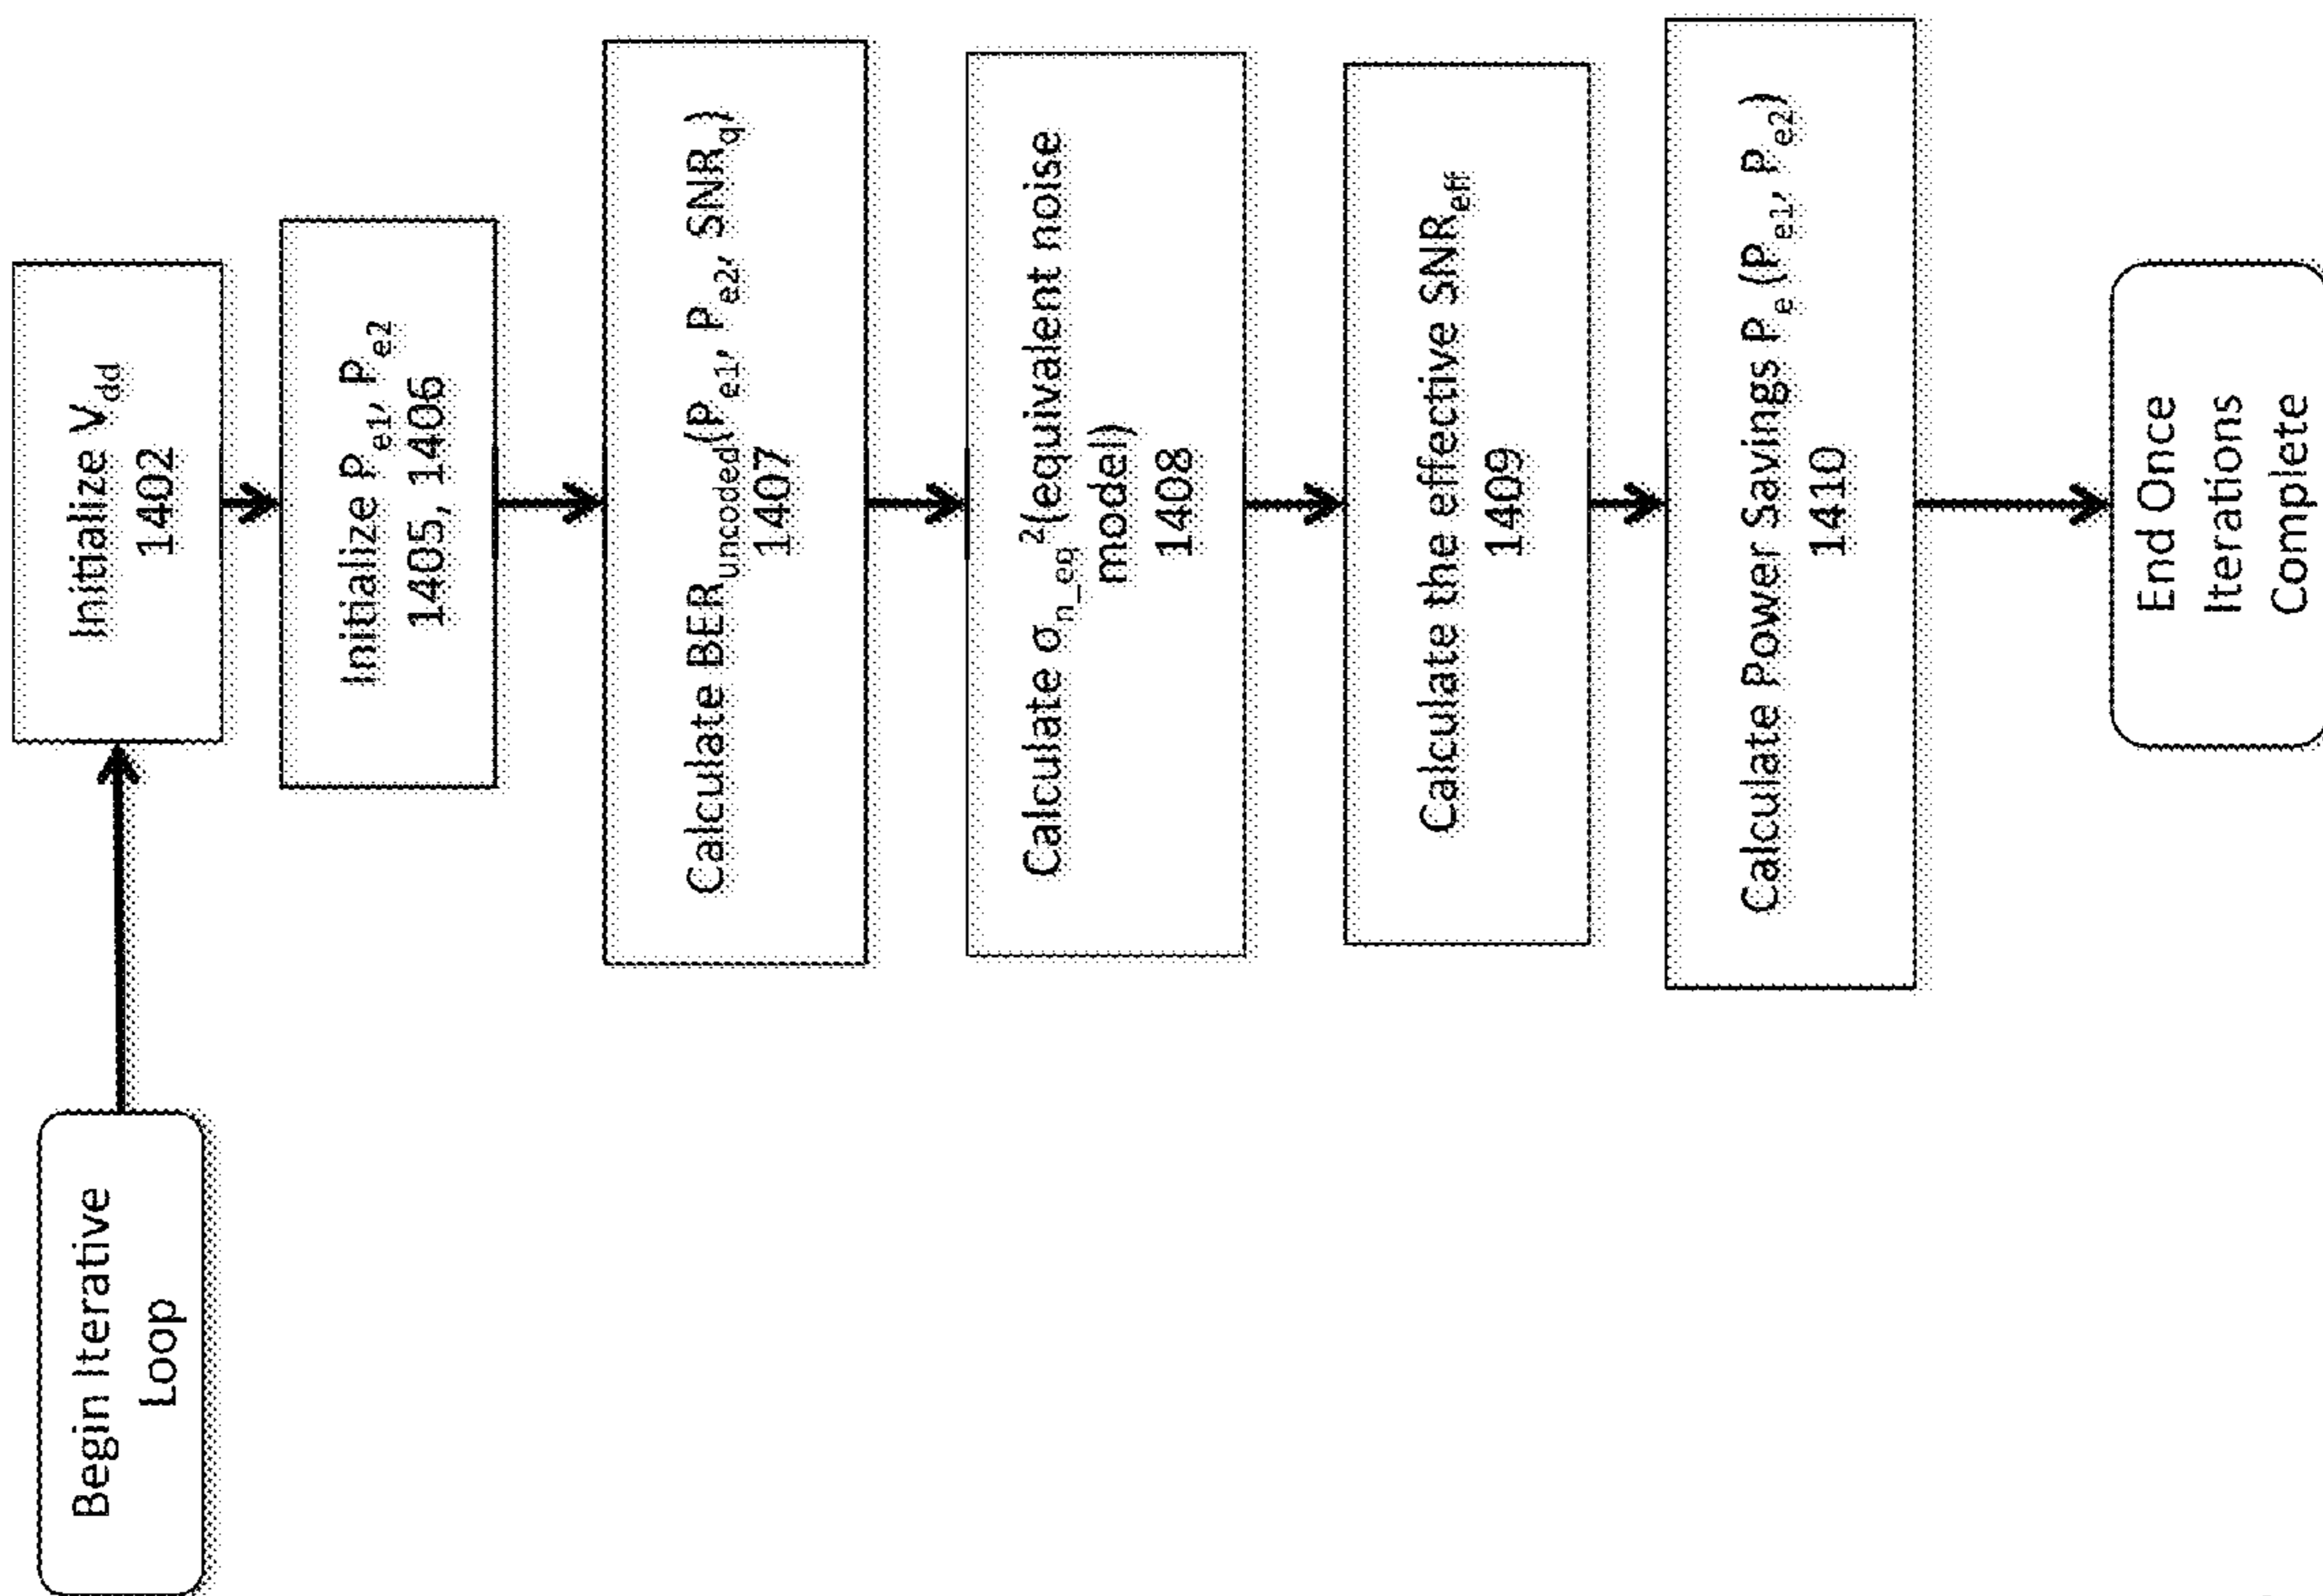 Begin Iterative
Loop
Initialize V_dd
1402
Initialize P_e1, P_e2
1405, 1406
Calculate BER_uncoded(P_e1, P_e2, SNR_q)
1407
Calculate σ_n_eq^2(equivalent noise
model)
1408
Calculate the effective SNR_eff
1409
Calculate Power Savings P_e (P_e1, P_e2)
1410
End Once
Iterations
Complete